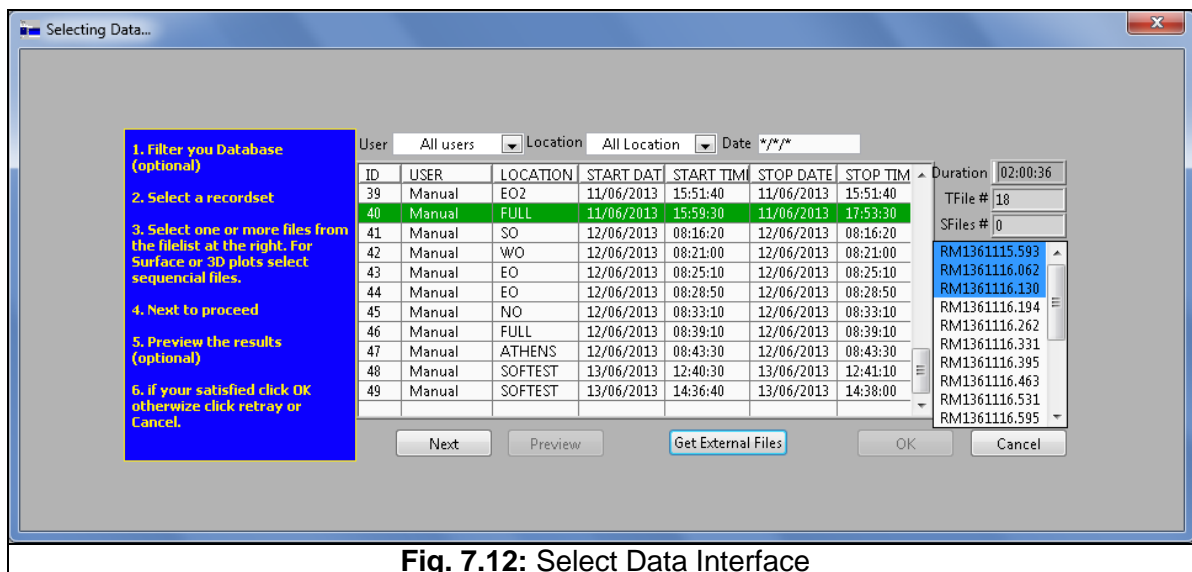 Selecting Data...
1. Filter you Database
(optional)
2. Select a recordset
3. Select one or more files from
the filelist at the right. For
Surface or 3D plots select
sequencial files.
4. Next to proceed
5. Preview the results
(optional)
6. if your satisfied click OK
otherwize click retray or
Cancel.
User All users Location All Location Date */*/*
ID USER LOCATION START DAT START TIM STOP DATE STOP TIM
39 Manual EO2 11/06/2013 15:51:40 11/06/2013 15:51:40
40 Manual FULL 11/06/2013 15:59:30 11/06/2013 17:53:30
41 Manual SO 12/06/2013 08:16:20 12/06/2013 08:16:20
42 Manual WO 12/06/2013 08:21:00 12/06/2013 08:21:00
43 Manual EO 12/06/2013 08:25:10 12/06/2013 08:25:10
44 Manual EO 12/06/2013 08:28:50 12/06/2013 08:28:50
45 Manual NO 12/06/2013 08:33:10 12/06/2013 08:33:10
46 Manual FULL 12/06/2013 08:39:10 12/06/2013 08:39:10
47 Manual ATHENS 12/06/2013 08:43:30 12/06/2013 08:43:30
48 Manual SOFTEST 13/06/2013 12:40:30 13/06/2013 12:41:10
49 Manual SOFTEST 13/06/2013 14:36:40 13/06/2013 14:38:00
Duration 02:00:36
TFile # 18
SFiles # 0
RM1361115.593
RM1361116.062
RM1361116.130
RM1361116.194
RM1361116.262
RM1361116.331
RM1361116.395
RM1361116.463
RM1361116.531
RM1361116.595
Next Preview Get External Files OK Cancel
Fig. 7.12: Select Data Interface